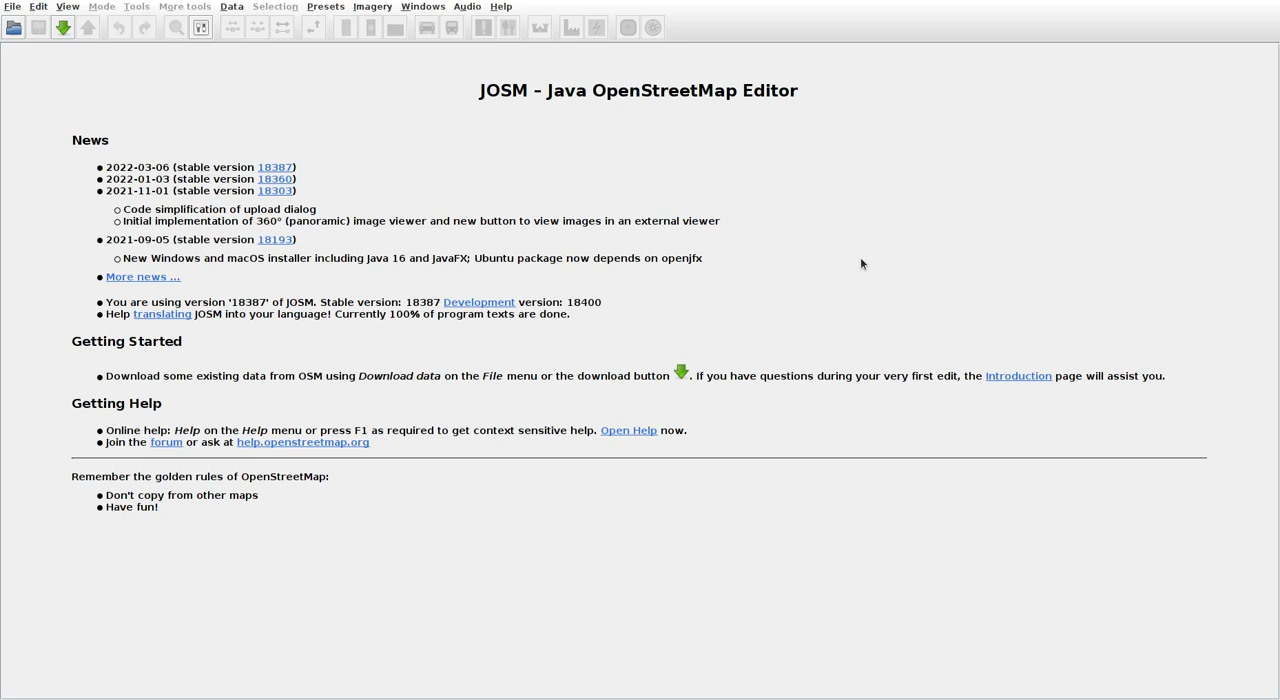 File Edit View Mode Tools More tools Data Selection Presets Imagery Windows Audio Help
JOSM – Java OpenStreetMap Editor
News
2022-03-06 (stable version 18387)
2022-01-03 (stable version 18360)
2021-11-01 (stable version 18303)
Code simplification of upload dialog
Initial implementation of 360° (panoramic) image viewer and new button to view images in an external viewer
2021-09-05 (stable version 18193)
New Windows and macOS installer including Java 16 and JavaFX; Ubuntu package now depends on openjfx
More news ...
You are using version '18387' of JOSM. Stable version: 18387 Development version: 18400
Help translating JOSM into your language! Currently 100% of program texts are done.
Getting Started
Download some existing data from OSM using Download data on the File menu or the download button . If you have questions during your very first edit, the Introduction page will assist you.
Getting Help
Online help: Help on the Help menu or press F1 as required to get context sensitive help. Open Help now.
Join the forum or ask at help.openstreetmap.org
Remember the golden rules of OpenStreetMap:
Don't copy from other maps
Have fun!